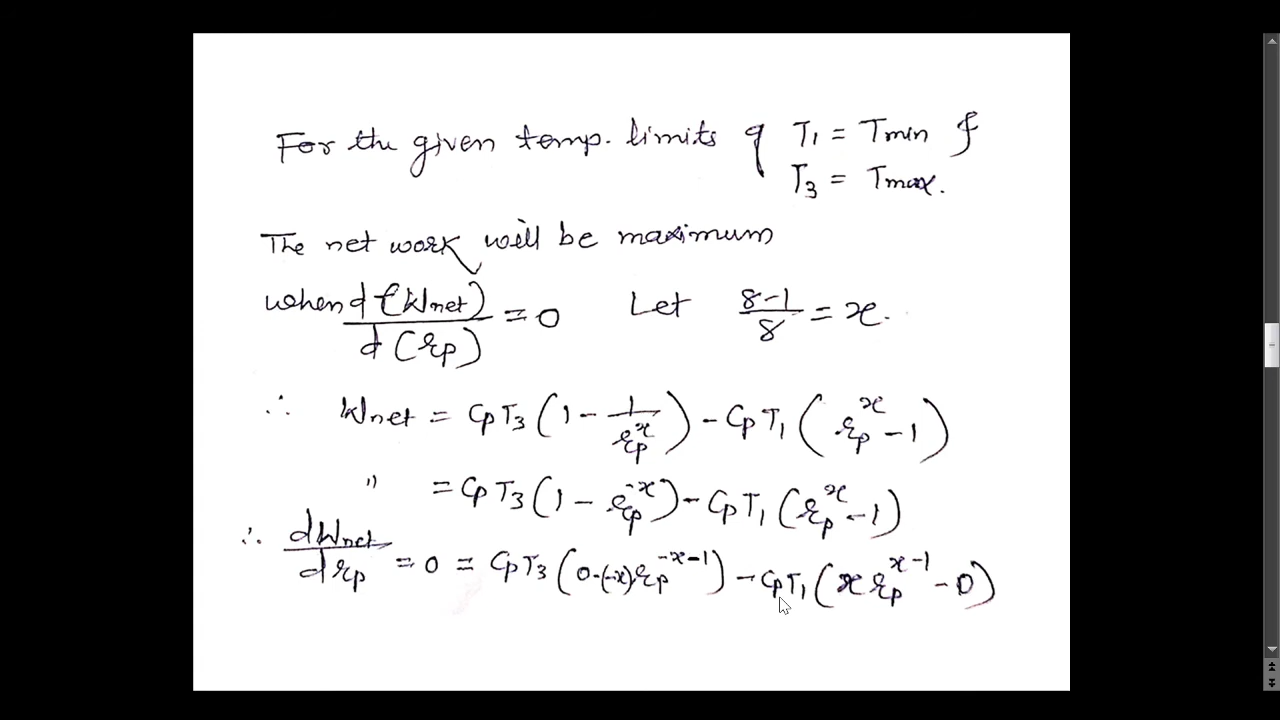 For the given temp. limits of T₁ = Tmin &
T₃ = Tmax.
The net work will be maximum
when d(Wnet)/d(rp) = 0 Let (γ-1)/γ = x.
∴ Wnet = CpT₃(1 - 1/rp^x) - CpT₁(rp^x - 1)
" = CpT₃(1 - rp^-x) - CpT₁(rp^x - 1)
∴ dWnet/drp = 0 = CpT₃(0-(-x)rp^-x-1) - CpT₁(x rp^x-1 - 0)